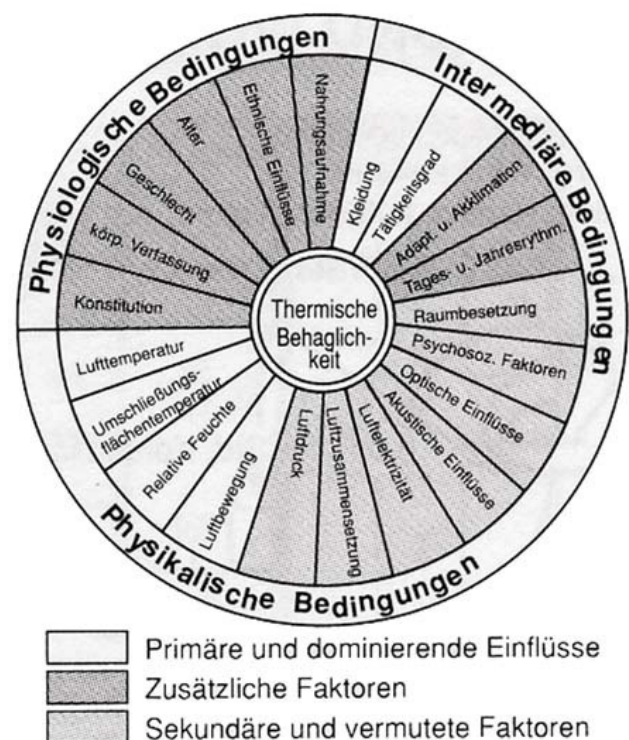 Physiologische Bedingungen
Intermediäre Bedingungen
Physikalische Bedingungen
Thermische
Behaglich-
keit
Konstitution
körp. Verfassung
Geschlecht
Alter
Ethnische Einflüsse
Nahrungsaufnahme
Kleidung
Tätigkeitsgrad
Adapt. u. Akklimation
Tages- u. Jahresrythm.
Raumbesetzung
Psychosoz. Faktoren
Optische Einflüsse
Akustische Einflüsse
Luftelektrizität
Luftzusammensetzung
Luftdruck
Luftbewegung
Relative Feuchte
Umschließungs-
flächentemperatur
Lufttemperatur
Primäre und dominierende Einflüsse
Zusätzliche Faktoren
Sekundäre und vermutete Faktoren